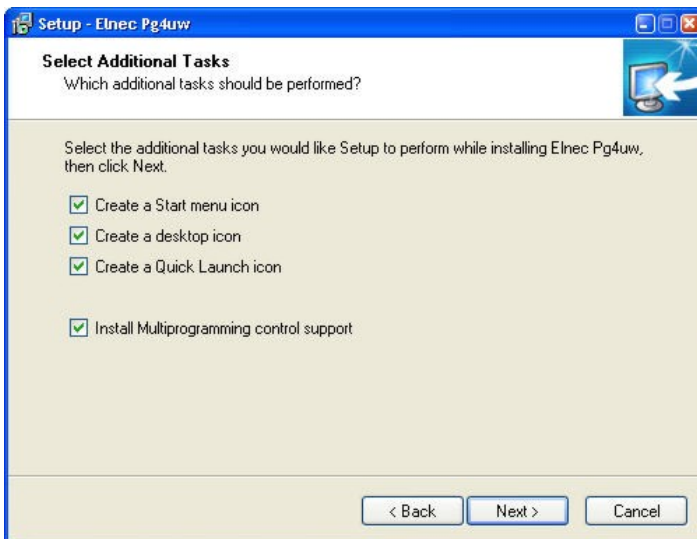 Setup - Elnec Pg4uw
Select Additional Tasks
Which additional tasks should be performed?
Select the additional tasks you would like Setup to perform while installing Elnec Pg4uw,
then click Next.
Create a Start menu icon
Create a desktop icon
Create a Quick Launch icon
Install Multiprogramming control support
< Back Next > Cancel